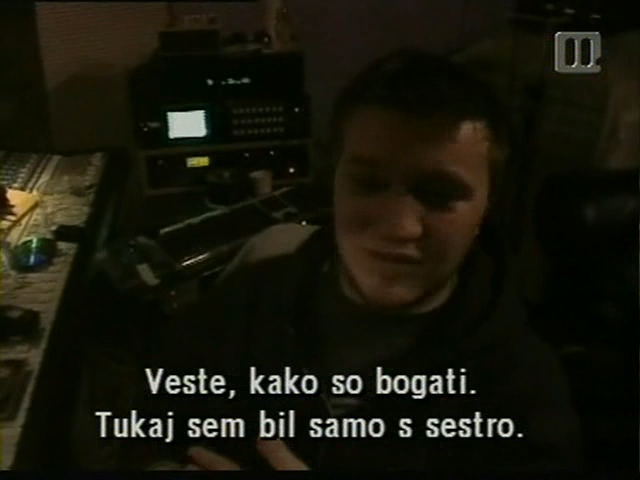 Veste, kako so bogati.
Tukaj sem bil samo s sestro.